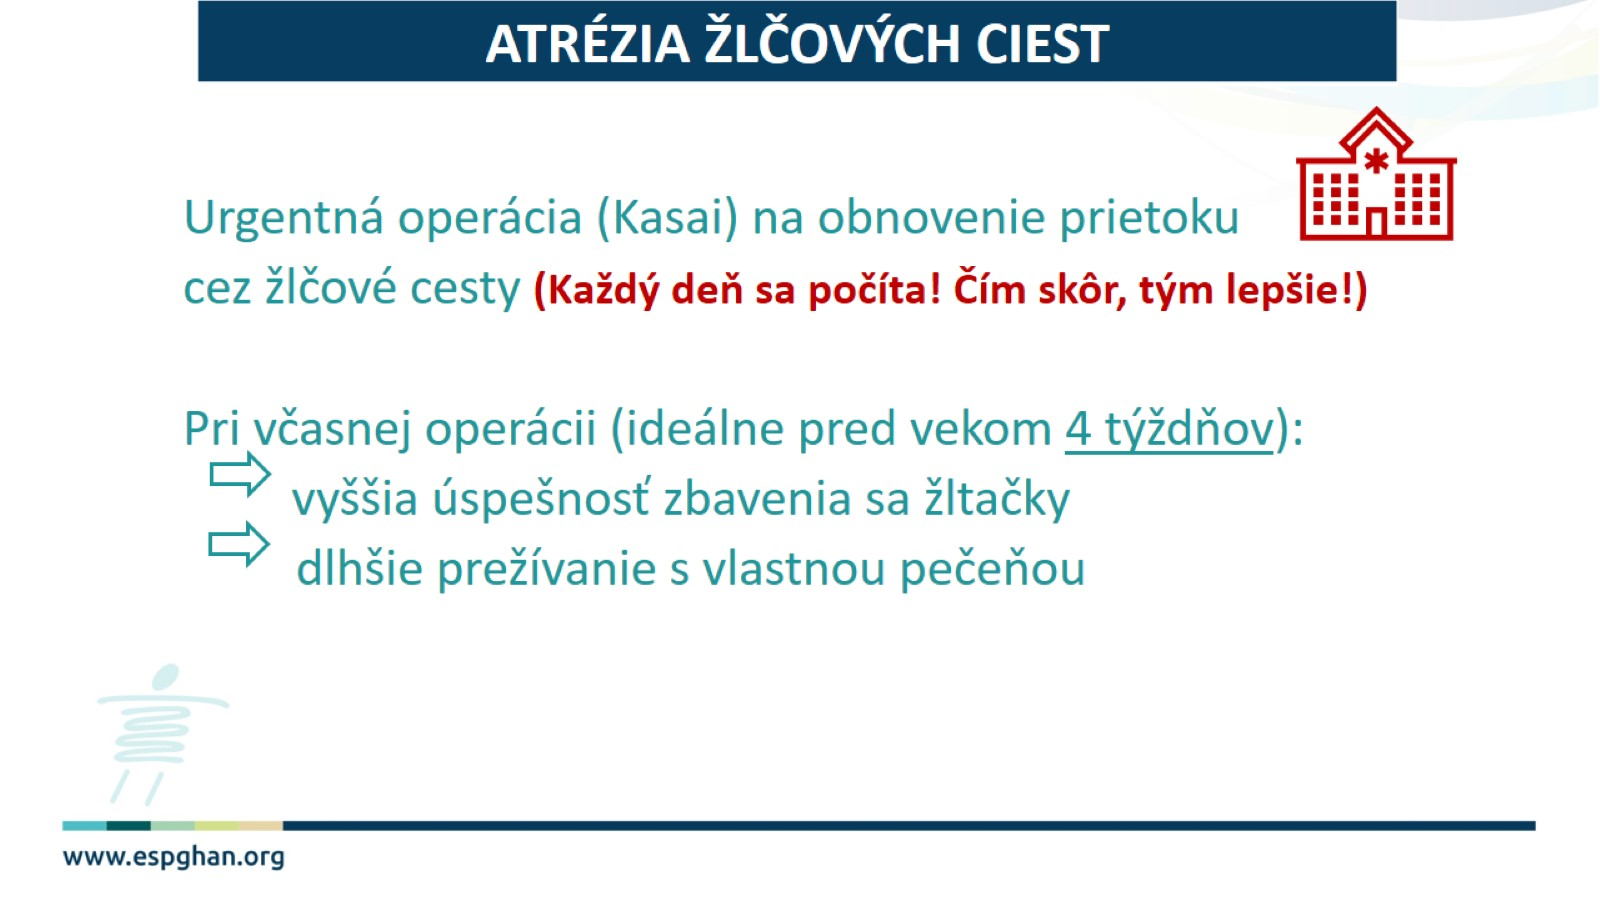 ATRÉZIA ŽLČOVÝCH CIEST
Urgentná operácia (Kasai) na obnovenie prietoku
cez žlčové cesty (Každý deň sa počíta! Čím skôr, tým lepšie!)
Pri včasnej operácii (ideálne pred vekom 4 týždňov):
vyššia úspešnosť zbavenia sa žltačky
dlhšie prežívanie s vlastnou pečeňou
www.espghan.org